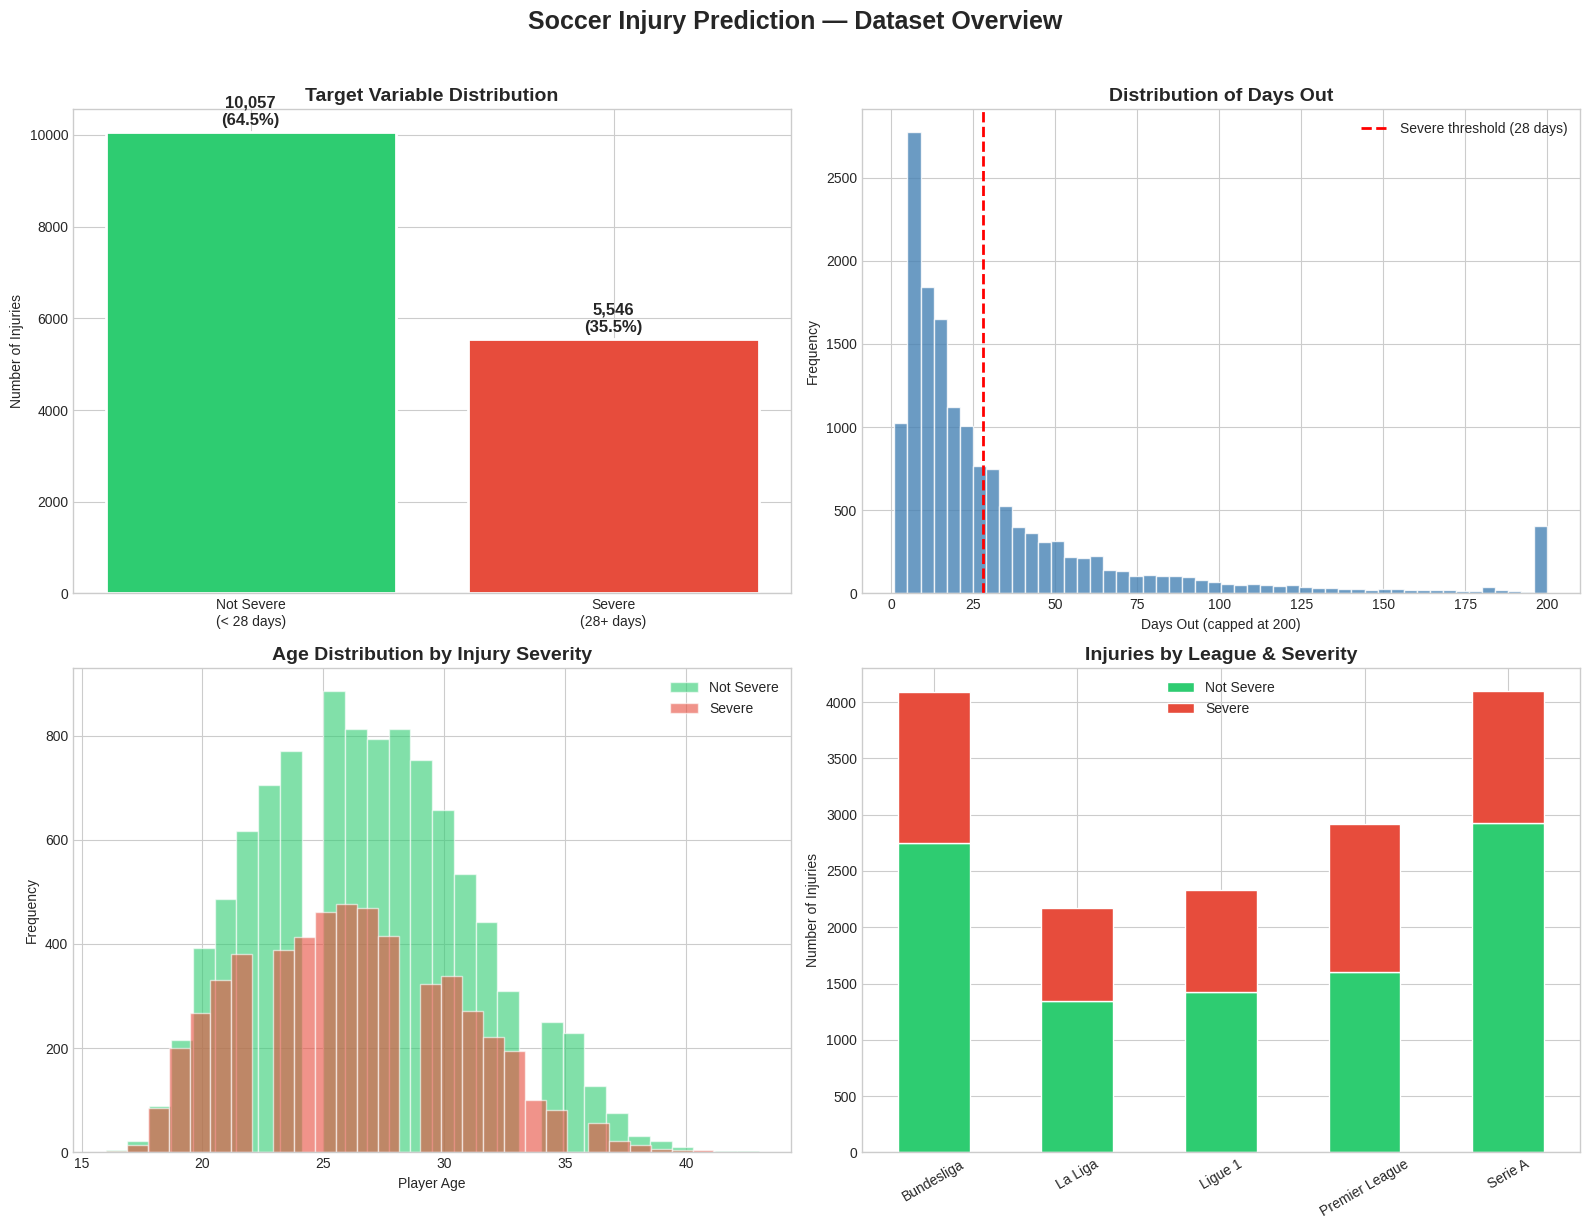 Soccer Injury Prediction — Dataset Overview
Target Variable Distribution
10,057
(64.5%)
5,546
(35.5%)
Number of Injuries
10000
8000
6000
4000
2000
0
Not Severe
(< 28 days)
Severe
(28+ days)
Distribution of Days Out
Severe threshold (28 days)
Frequency
2500
2000
1500
1000
500
0
0 25 50 75 100 125 150 175 200
Days Out (capped at 200)
Age Distribution by Injury Severity
Not Severe
Severe
Frequency
800
600
400
200
0
15 20 25 30 35 40
Player Age
Injuries by League & Severity
Not Severe
Severe
Number of Injuries
4000
3500
3000
2500
2000
1500
1000
500
0
Bundesliga
La Liga
Ligue 1
Premier League
Serie A